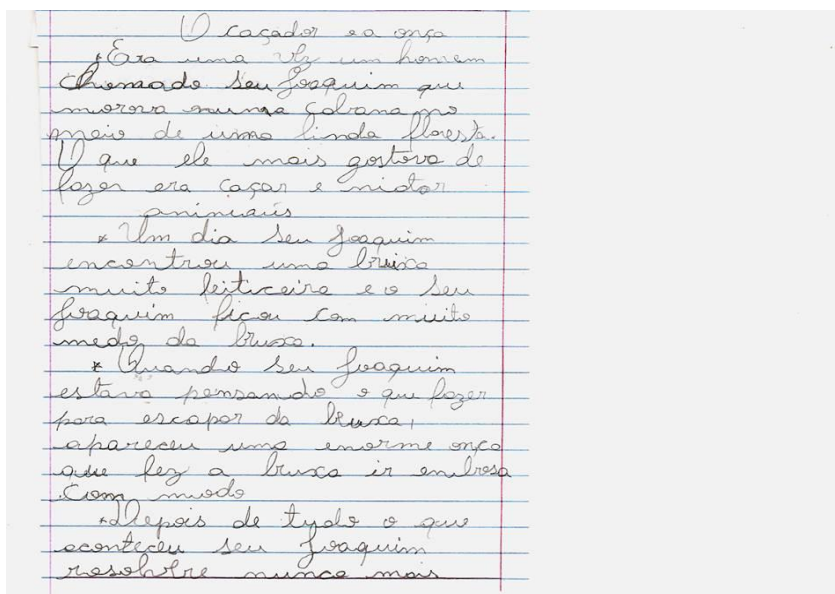 O caçador e a onça
* Era uma vez um homem
chamado seu Joaquim que
morava numa cabana no
meio de uma linda floresta.
O que ele mais gostava de
fazer era caçar e matar
animais
* Um dia seu Joaquim
encontrou uma bruxa
muito feiticeira e o seu
Joaquim ficou com muito
medo da bruxa.
* Quando seu Joaquim
estava pensando o que fazer
para escapar da bruxa,
apareceu uma enorme onça
que fez a bruxa ir embosa
com modo
* Depois de tudo o que
aconteceu seu Joaquim
nunca mais